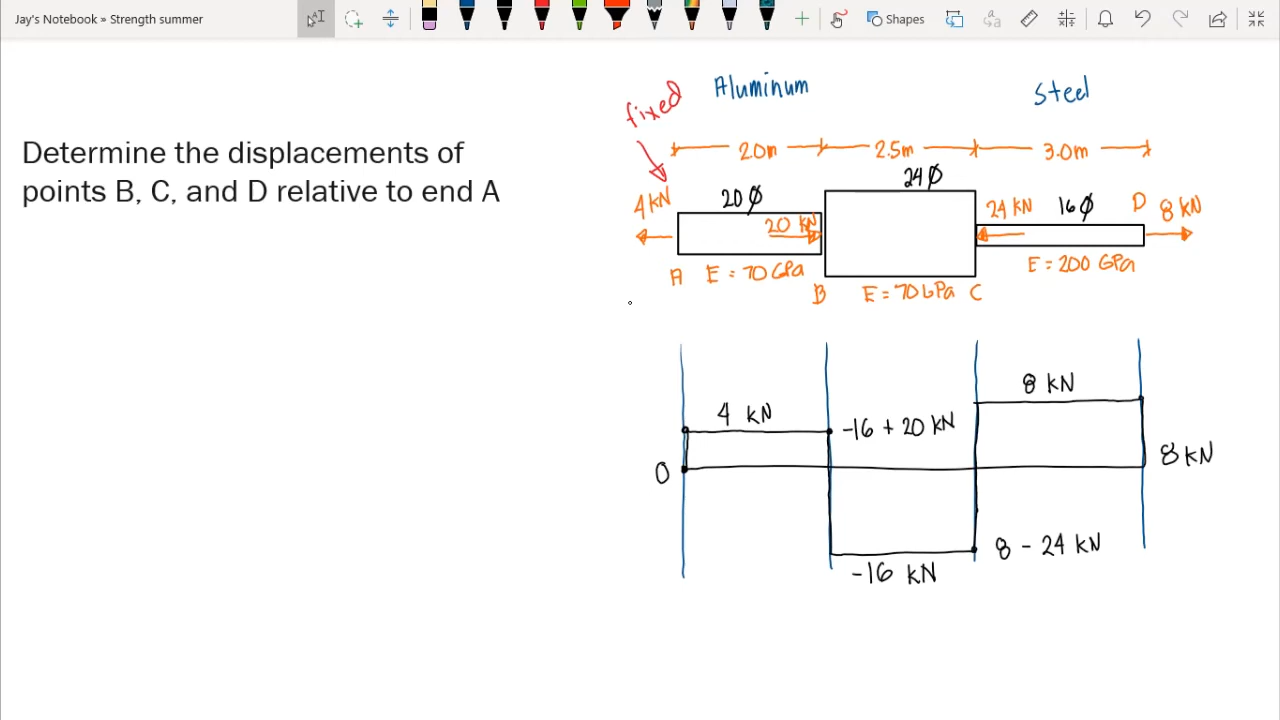 Jay's Notebook » Strength summer
Shapes
Determine the displacements of
points B, C, and D relative to end A
fixed
Aluminum
Steel
2.0m
2.5m
3.0m
4 kN
20 Ø
24 Ø
24 kN
16 Ø
D
8 kN
20 kN
A
E = 70 GPa
B
E = 70 GPa
C
E = 200 GPa
8 kN
4 kN
-16 + 20 kN
0
8 kN
8 - 24 kN
-16 kN